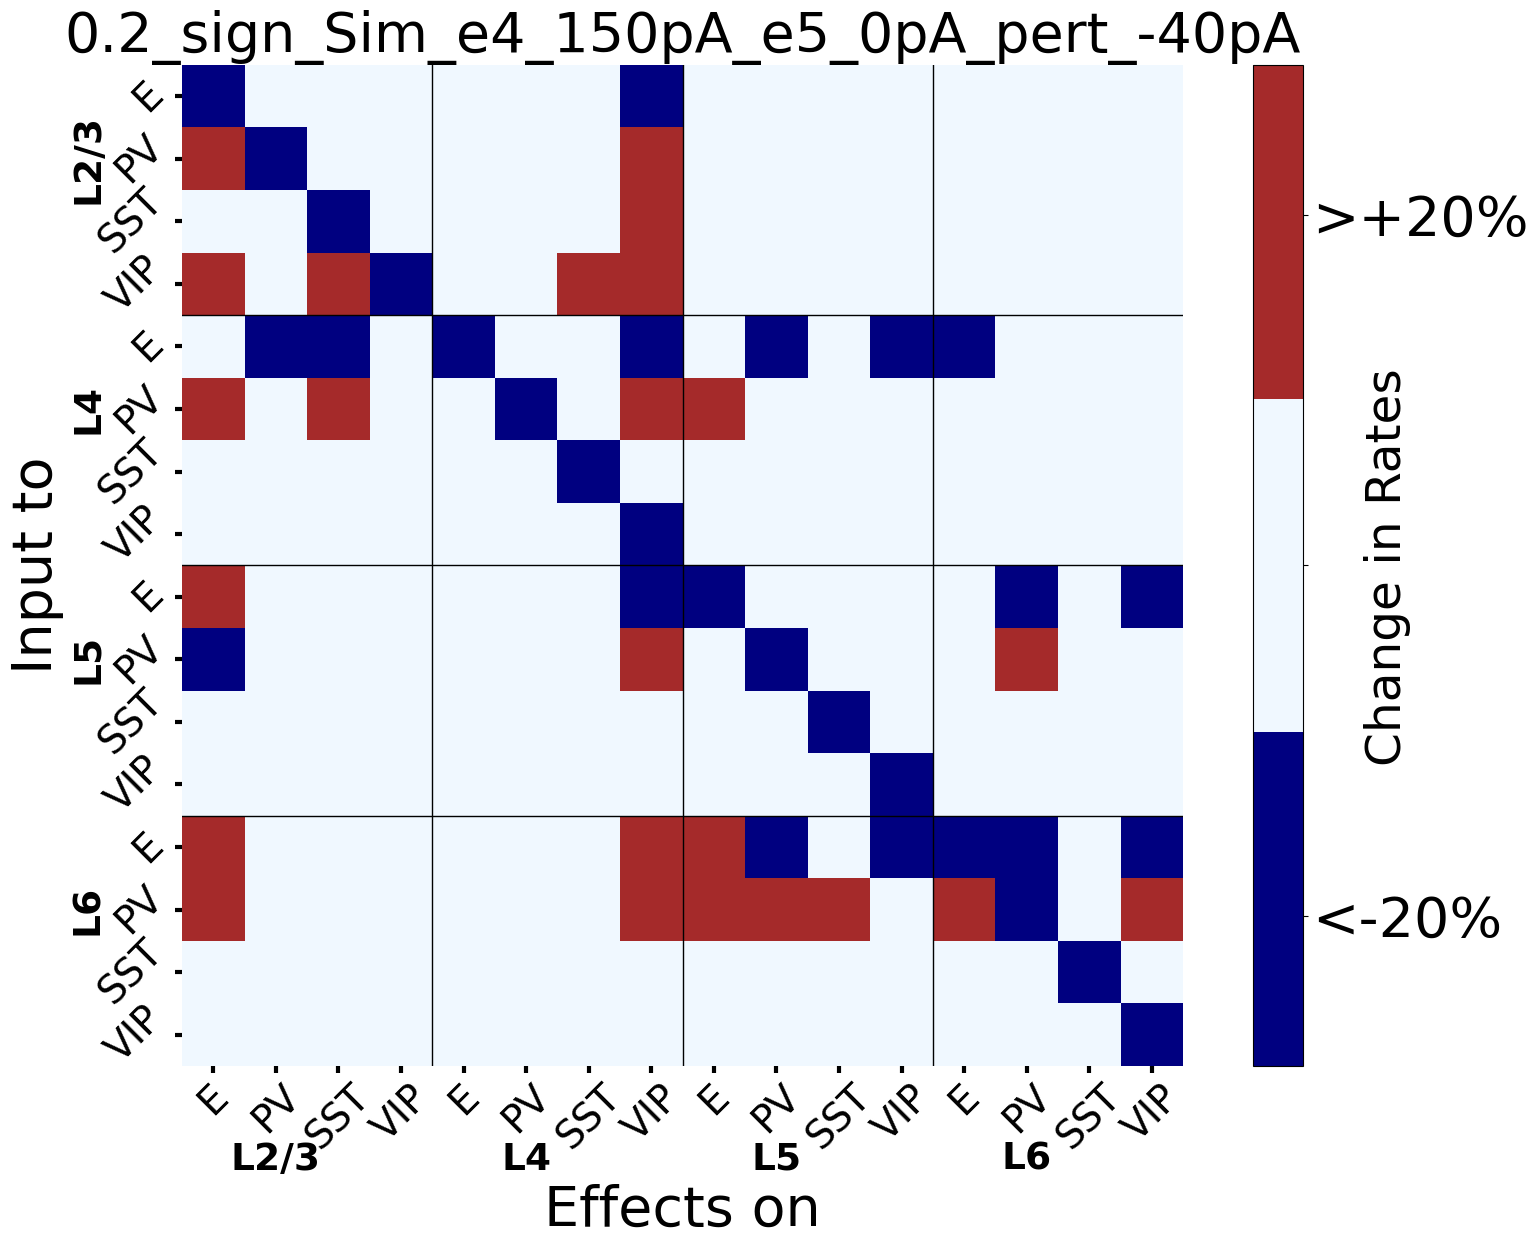 0.2_sign_Sim_e4_150pA_e5_0pA_pert_-40pA
Input to
L2/3
E
PV
SST
VIP
L4
E
PV
SST
VIP
L5
E
PV
SST
VIP
L6
E
PV
SST
VIP
E PV SST VIP E PV SST VIP E PV SST VIP E PV SST VIP
L2/3 L4 L5 L6
Effects on
>+20%
<-20%
Change in Rates